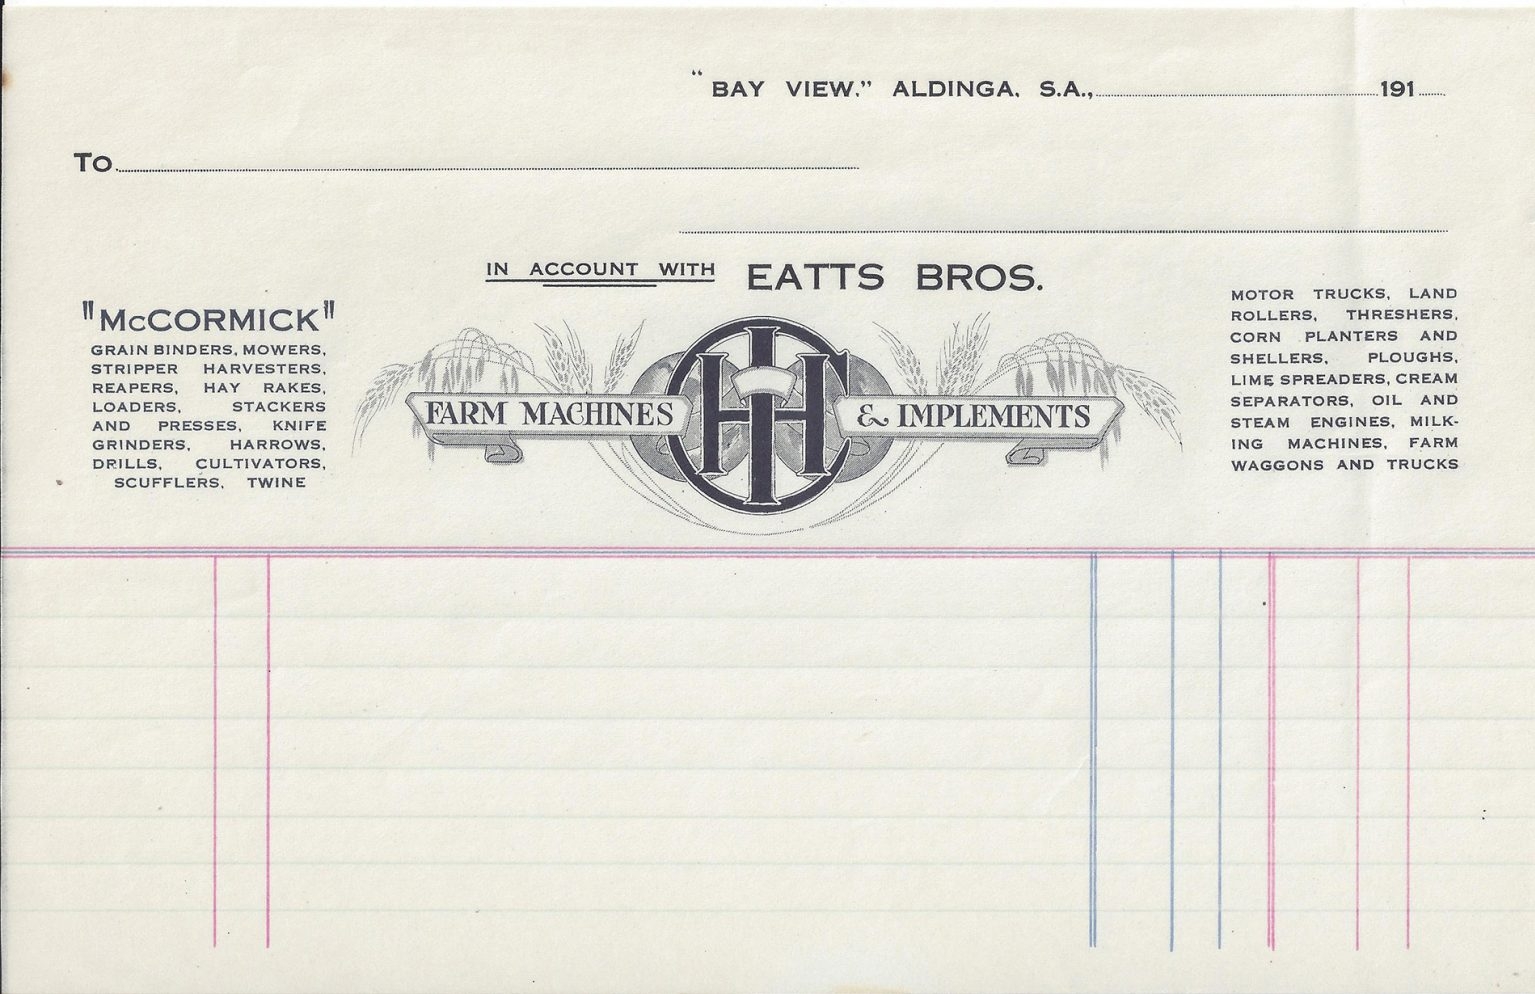 "BAY VIEW." ALDINGA. S.A., 191
To
IN ACCOUNT WITH EATTS BROS.
"McCORMICK"
GRAIN BINDERS, MOWERS,
STRIPPER HARVESTERS,
REAPERS, HAY RAKES,
LOADERS, STACKERS
AND PRESSES, KNIFE
GRINDERS, HARROWS,
DRILLS, CULTIVATORS,
SCUFFLERS, TWINE
FARM MACHINES IHC & IMPLEMENTS
MOTOR TRUCKS, LAND
ROLLERS, THRESHERS,
CORN PLANTERS AND
SHELLERS, PLOUGHS,
LIME SPREADERS, CREAM
SEPARATORS, OIL AND
STEAM ENGINES, MILK-
ING MACHINES, FARM
WAGGONS AND TRUCKS